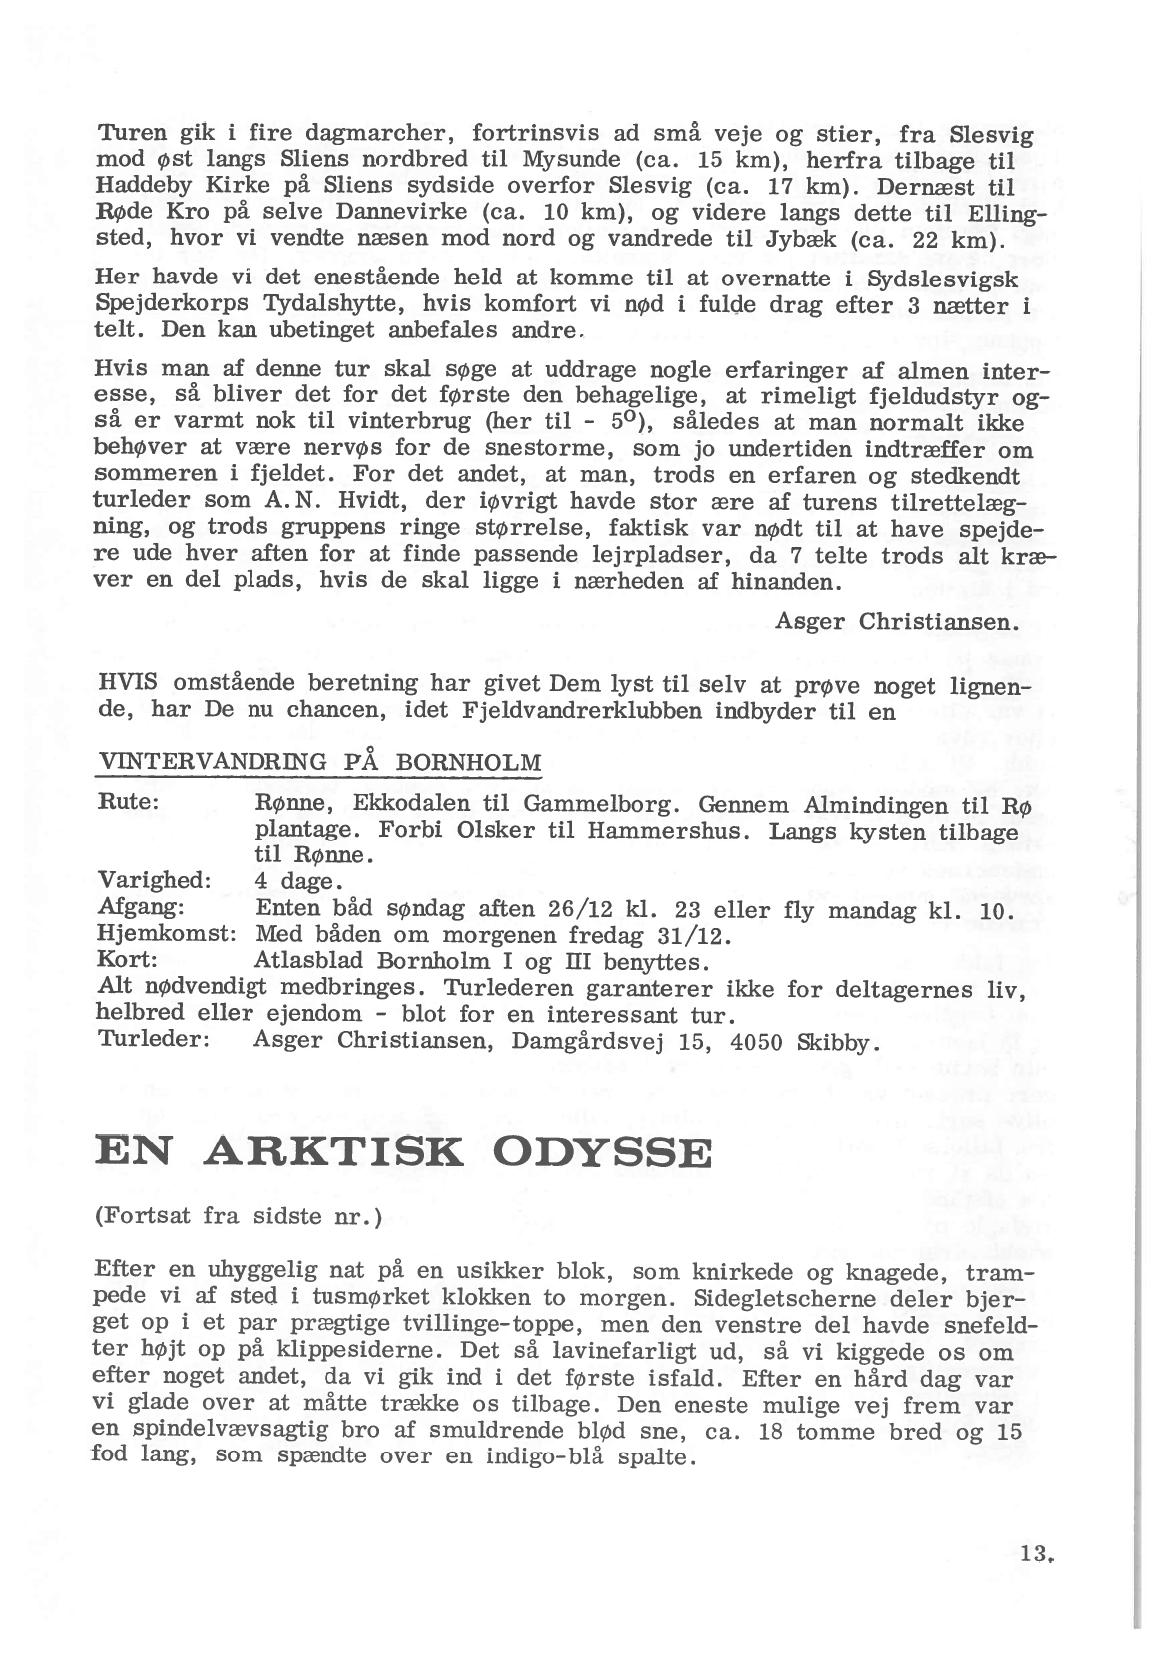 Turen gik i fire dagmarcher, fortrinsvis ad små veje og stier, fra Slesvig
mod øst langs Sliens nordbred til Mysunde (ca. 15 km), herfra tilbage til
Haddeby Kirke på Sliens sydside overfor Slesvig (ca. 17 km). Dernæst til
Røde Kro på selve Dannevirke (ca. 10 km), og videre langs dette til Elling-
sted, hvor vi vendte næsen mod nord og vandrede til Jybæk (ca. 22 km).
Her havde vi det enestående held at komme til at overnatte i Sydslesvigsk
Spejderkorps Tydalshytte, hvis komfort vi nød i fulde drag efter 3 nætter i
telt. Den kan ubetinget anbefales andre.
Hvis man af denne tur skal søge at uddrage nogle erfaringer af almen inter-
esse, så bliver det for det første den behagelige, at rimeligt fjeldudstyr og-
så er varmt nok til vinterbrug (her til - 5°), således at man normalt ikke
behøver at være nervøs for de snestorme, som jo undertiden indtræffer om
sommeren i fjeldet. For det andet, at man, trods en erfaren og stedkendt
turleder som A.N. Hvidt, der iøvrigt havde stor ære af turens tilrettelæg-
ning, og trods gruppens ringe størrelse, faktisk var nødt til at have spejde-
re ude hver aften for at finde passende lejrpladser, da 7 telte trods alt kræ-
ver en del plads, hvis de skal ligge i nærheden af hinanden.
Asger Christiansen.
HVIS omstående beretning har givet Dem lyst til selv at prøve noget lignen-
de, har De nu chancen, idet Fjeldvandrerklubben indbyder til en
VINTERVANDRING PÅ BORNHOLM
Rute: Rønne, Ekkodalen til Gammelborg. Gennem Almindingen til Rø
plantage. Forbi Olsker til Hammershus. Langs kysten tilbage
til Rønne.
Varighed: 4 dage.
Afgang: Enten båd søndag aften 26/12 kl. 23 eller fly mandag kl. 10.
Hjemkomst: Med båden om morgenen fredag 31/12.
Kort: Atlasblad Bornholm I og III benyttes.
Alt nødvendigt medbringes. Turlederen garanterer ikke for deltagernes liv,
helbred eller ejendom - blot for en interessant tur.
Turleder: Asger Christiansen, Damgårdsvej 15, 4050 Skibby.
EN ARKTISK ODYSSE
(Fortsat fra sidste nr.)
Efter en uhyggelig nat på en usikker blok, som knirkede og knagede, tram-
pede vi af sted i tusmørket klokken to morgen. Sidegletscherne deler bjer-
get op i et par prægtige tvillinge-toppe, men den venstre del havde snefeld-
ter højt op på klippesiderne. Det så lavinefarligt ud, så vi kiggede os om
efter noget andet, da vi gik ind i det første isfald. Efter en hård dag var
vi glade over at måtte trække os tilbage. Den eneste mulige vej frem var
en spindelvævsagtig bro af smuldrende blød sne, ca. 18 tomme bred og 15
fod lang, som spændte over en indigo-blå spalte.
13.